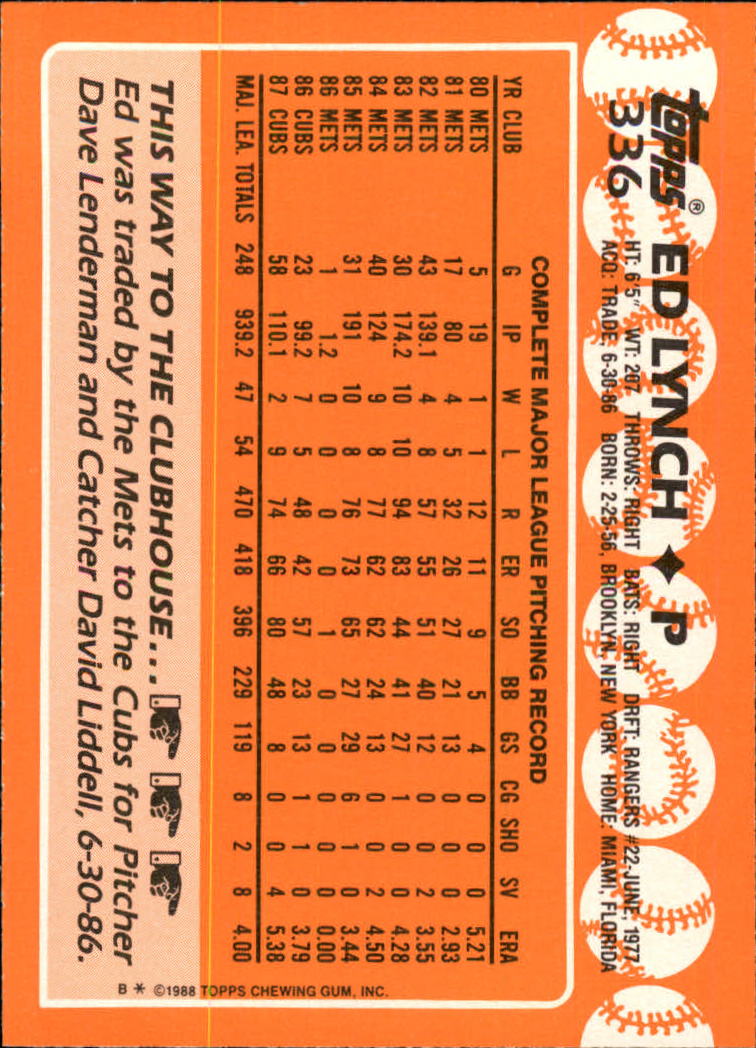 topps®
336
ED LYNCH ♦ P
HT: 6'5" WT: 207 THROWS: RIGHT BATS: RIGHT DRFT: RANGERS #22-JUNE, 1977
ACQ: TRADE, 6-30-86 BORN: 2-25-56, BROOKLYN, NEW YORK HOME: MIAMI, FLORIDA
COMPLETE MAJOR LEAGUE PITCHING RECORD
YR CLUB G IP W L R ER SO BB GS CG SHO SV ERA
80 METS 5 19 1 1 12 11 9 5 4 0 0 0 5.21
81 METS 17 80 4 5 32 26 27 21 13 0 0 0 2.93
82 METS 43 139.1 4 8 57 55 51 40 12 0 0 2 3.55
83 METS 30 174.2 10 10 94 83 44 41 27 1 0 0 4.28
84 METS 40 124 9 8 77 62 62 24 13 0 0 2 4.50
85 METS 31 191 10 8 76 73 65 27 29 6 1 0 3.44
86 METS 1 1.2 0 0 0 0 1 0 0 0 0 0 0.00
86 CUBS 23 99.2 7 5 48 42 57 23 13 1 1 0 3.79
87 CUBS 58 110.1 2 9 74 66 80 48 8 0 0 4 5.38
MAJ. LEA. TOTALS 248 939.2 47 54 470 418 396 229 119 8 2 8 4.00
THIS WAY TO THE CLUBHOUSE...
Ed was traded by the Mets to the Cubs for Pitcher
Dave Lenderman and Catcher David Liddell, 6-30-86.
B * ©1988 TOPPS CHEWING GUM, INC.